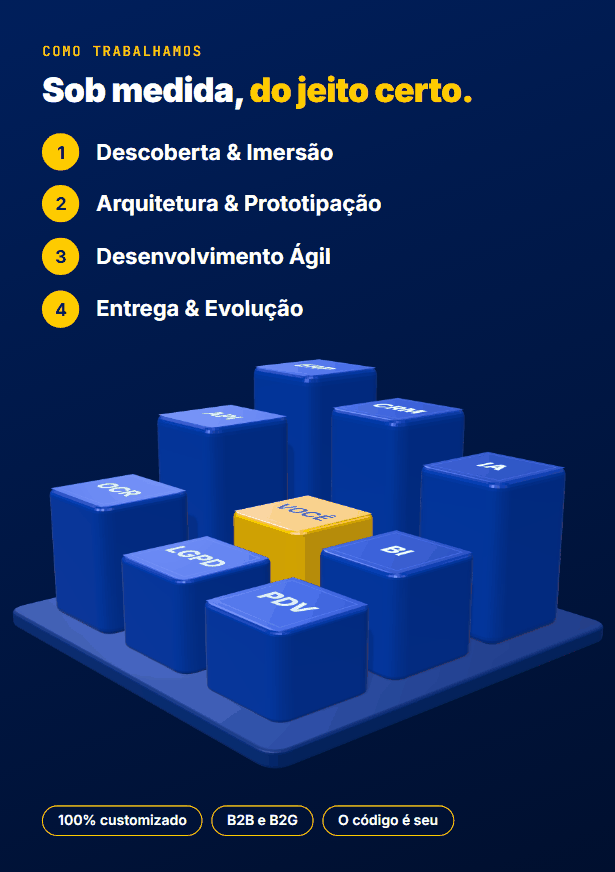 COMO TRABALHAMOS
Sob medida, do jeito certo.
1 Descoberta & Imersão
2 Arquitetura & Prototipação
3 Desenvolvimento Ágil
4 Entrega & Evolução
ERP
API
CRM
OCR
IA
VOCÊ
LGPD
BI
PDV
100% customizado
B2B e B2G
O código é seu